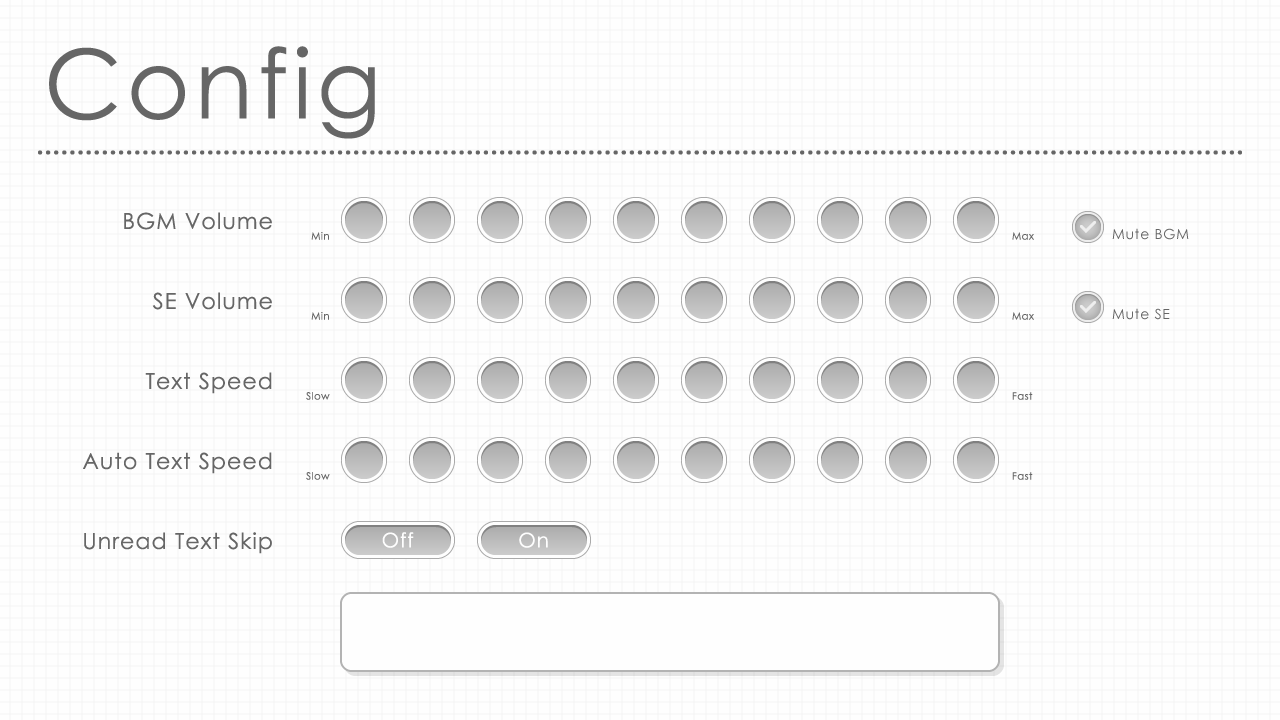 Config
BGM Volume Min Max Mute BGM
SE Volume Min Max Mute SE
Text Speed Slow Fast
Auto Text Speed Slow Fast
Unread Text Skip Off On